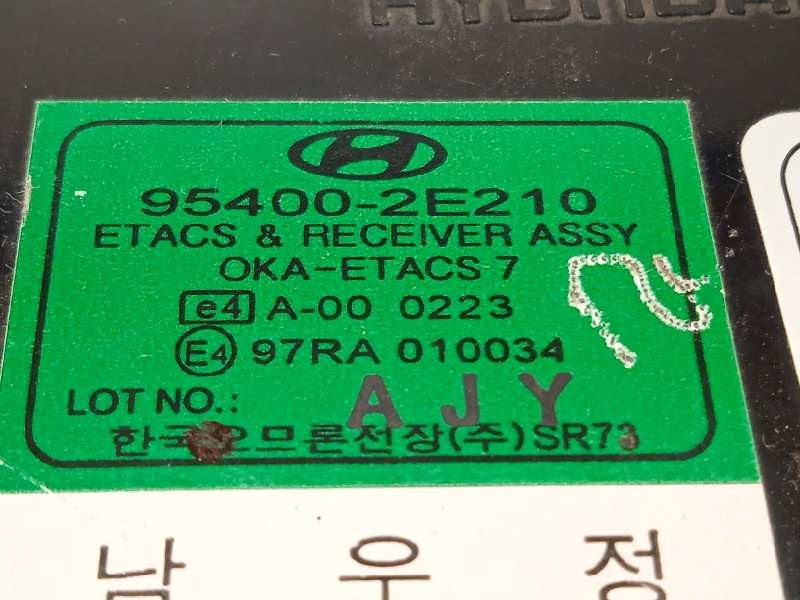 HYUNDAI
95400-2E210
ETACS & RECEIVER ASSY
OKA-ETACS 7
e4 A-00 0223
E4 97RA 010034
LOT NO.: AJY
한국오므론전장(주)SR73
남우정